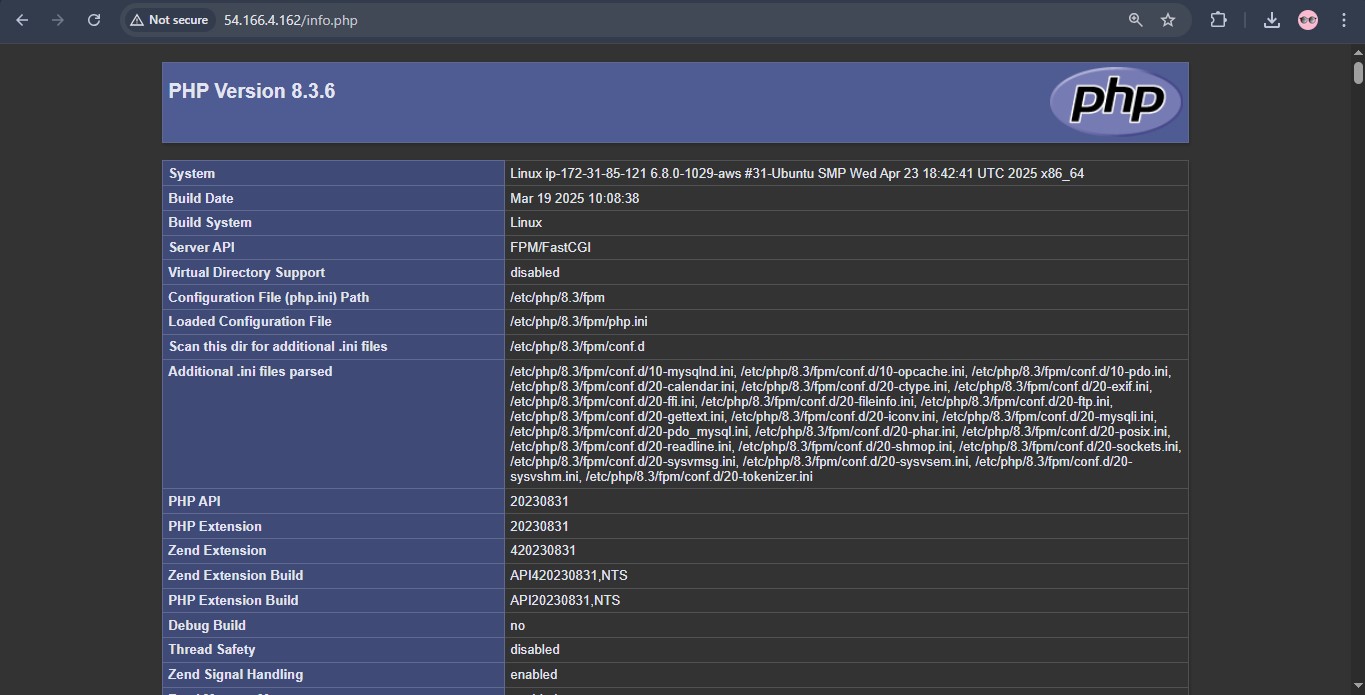 Not secure 54.166.4.162/info.php
PHP Version 8.3.6
php
System Linux ip-172-31-85-121 6.8.0-1029-aws #31-Ubuntu SMP Wed Apr 23 18:42:41 UTC 2025 x86_64
Build Date Mar 19 2025 10:08:38
Build System Linux
Server API FPM/FastCGI
Virtual Directory Support disabled
Configuration File (php.ini) Path /etc/php/8.3/fpm
Loaded Configuration File /etc/php/8.3/fpm/php.ini
Scan this dir for additional .ini files /etc/php/8.3/fpm/conf.d
Additional .ini files parsed /etc/php/8.3/fpm/conf.d/10-mysqlnd.ini, /etc/php/8.3/fpm/conf.d/10-opcache.ini, /etc/php/8.3/fpm/conf.d/10-pdo.ini,
/etc/php/8.3/fpm/conf.d/20-calendar.ini, /etc/php/8.3/fpm/conf.d/20-ctype.ini, /etc/php/8.3/fpm/conf.d/20-exif.ini,
/etc/php/8.3/fpm/conf.d/20-ffi.ini, /etc/php/8.3/fpm/conf.d/20-fileinfo.ini, /etc/php/8.3/fpm/conf.d/20-ftp.ini,
/etc/php/8.3/fpm/conf.d/20-gettext.ini, /etc/php/8.3/fpm/conf.d/20-iconv.ini, /etc/php/8.3/fpm/conf.d/20-mysqli.ini,
/etc/php/8.3/fpm/conf.d/20-pdo_mysql.ini, /etc/php/8.3/fpm/conf.d/20-phar.ini, /etc/php/8.3/fpm/conf.d/20-posix.ini,
/etc/php/8.3/fpm/conf.d/20-readline.ini, /etc/php/8.3/fpm/conf.d/20-shmop.ini, /etc/php/8.3/fpm/conf.d/20-sockets.ini,
/etc/php/8.3/fpm/conf.d/20-sysvmsg.ini, /etc/php/8.3/fpm/conf.d/20-sysvsem.ini, /etc/php/8.3/fpm/conf.d/20-
sysvshm.ini, /etc/php/8.3/fpm/conf.d/20-tokenizer.ini
PHP API 20230831
PHP Extension 20230831
Zend Extension 420230831
Zend Extension Build API420230831,NTS
PHP Extension Build API20230831,NTS
Debug Build no
Thread Safety disabled
Zend Signal Handling enabled